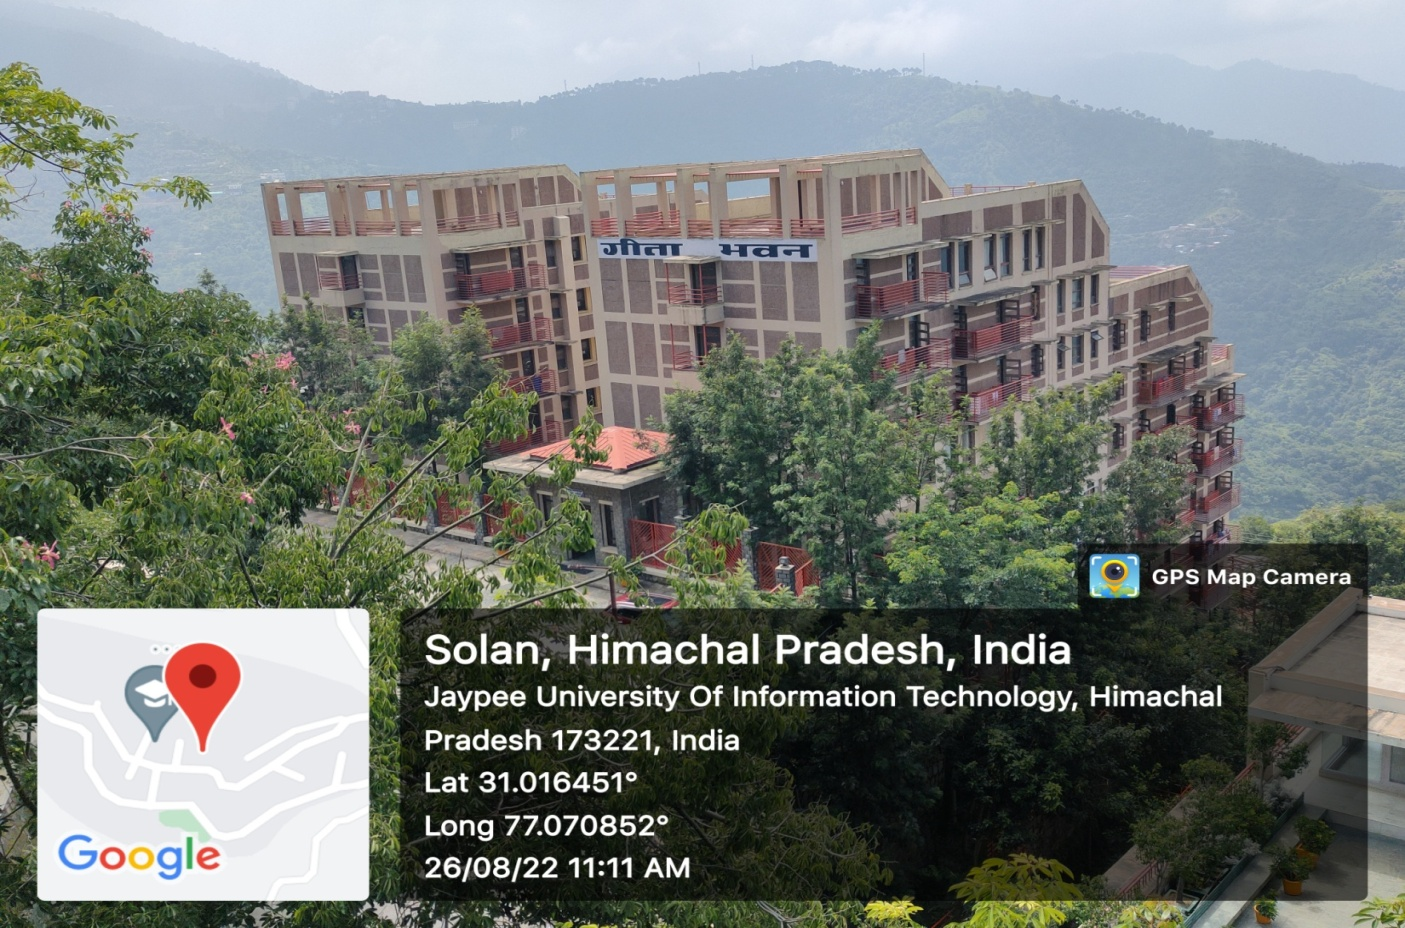 गीता भवन
GPS Map Camera
Solan, Himachal Pradesh, India
Jaypee University Of Information Technology, Himachal
Pradesh 173221, India
Lat 31.016451°
Long 77.070852°
26/08/22 11:11 AM
Google